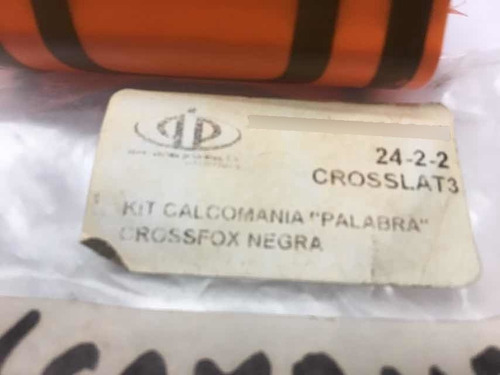 24-2-2
CROSSLAT3
KIT CALCOMANIA "PALABRA"
CROSSFOX NEGRA